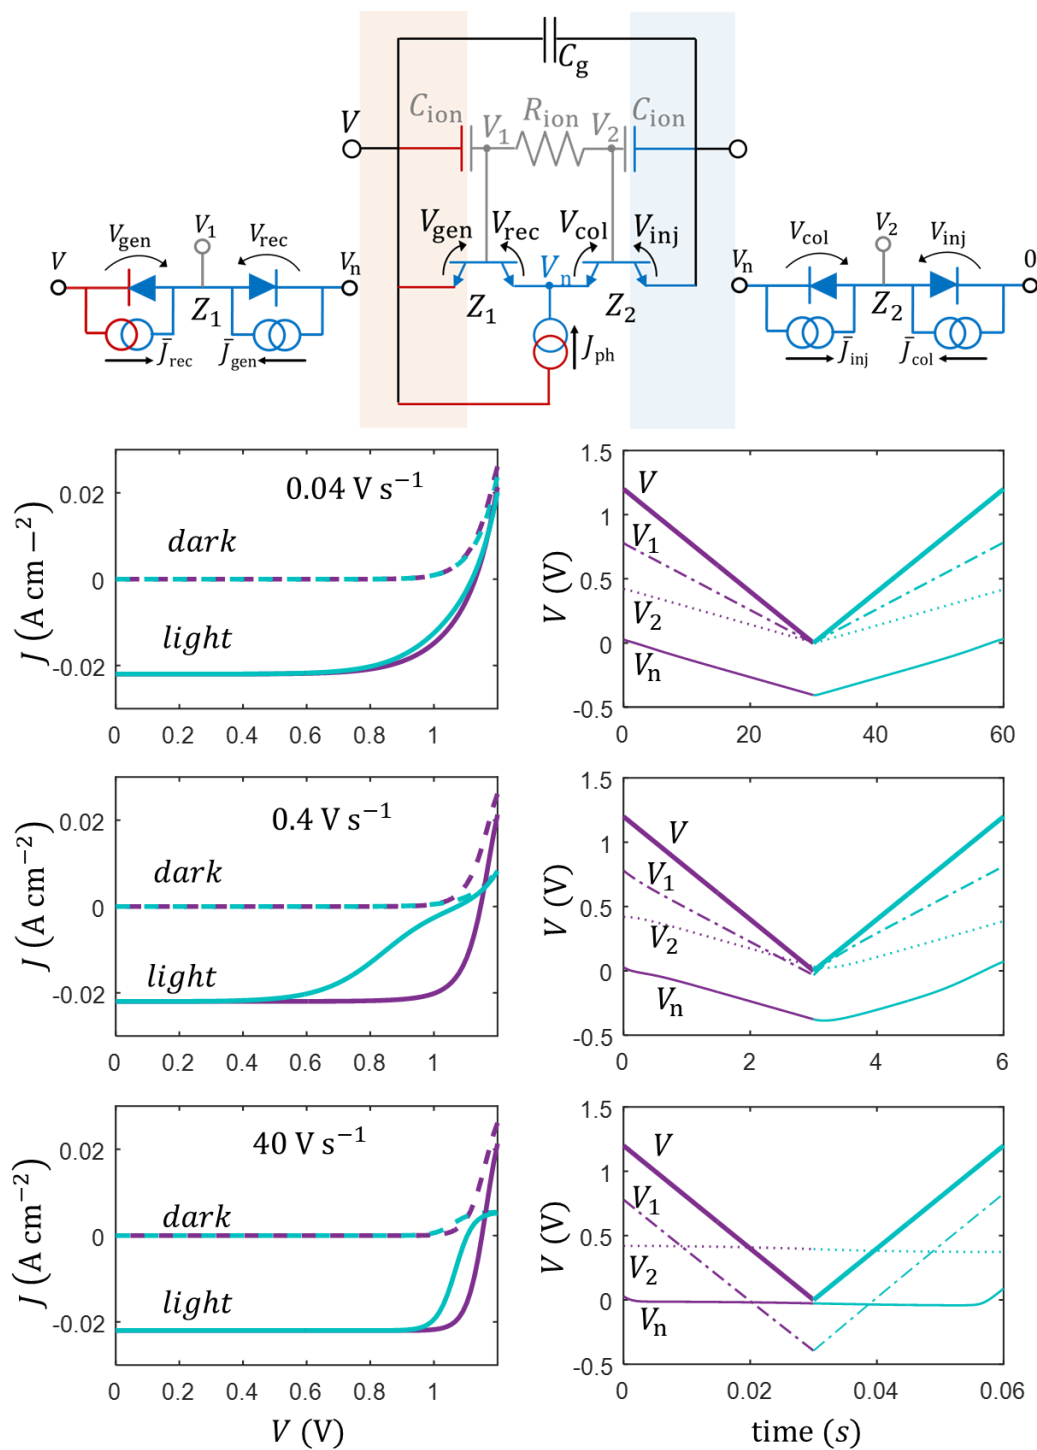 C_g
C_ion R_ion C_ion
V V_1 V_2
V_gen V_rec V_col V_inj
V_n
Z_1 Z_2
J_ph
V_gen V_1 V_rec
V V_n
Z_1
J̄_rec J̄_gen
V_col V_2 V_inj
V_n 0
Z_2
J̄_inj J̄_col
0.04 V s⁻¹
dark
light
J (A cm−²)
0.02
0
-0.02
0 0.2 0.4 0.6 0.8 1
V
V_1
V_2
V_n
V (V)
1.5
1
0.5
0
-0.5
0 20 40 60
0.4 V s⁻¹
dark
light
J (A cm⁻²)
0.02
0
-0.02
0 0.2 0.4 0.6 0.8 1
V
V_1
V_2
V_n
V (V)
1.5
1
0.5
0
-0.5
0 2 4 6
40 V s⁻¹
dark
light
J (A cm⁻²)
0.02
0
-0.02
0 0.2 0.4 0.6 0.8 1
V (V)
V
V_1
V_2
V_n
V (V)
1.5
1
0.5
0
-0.5
0 0.02 0.04 0.06
time (s)